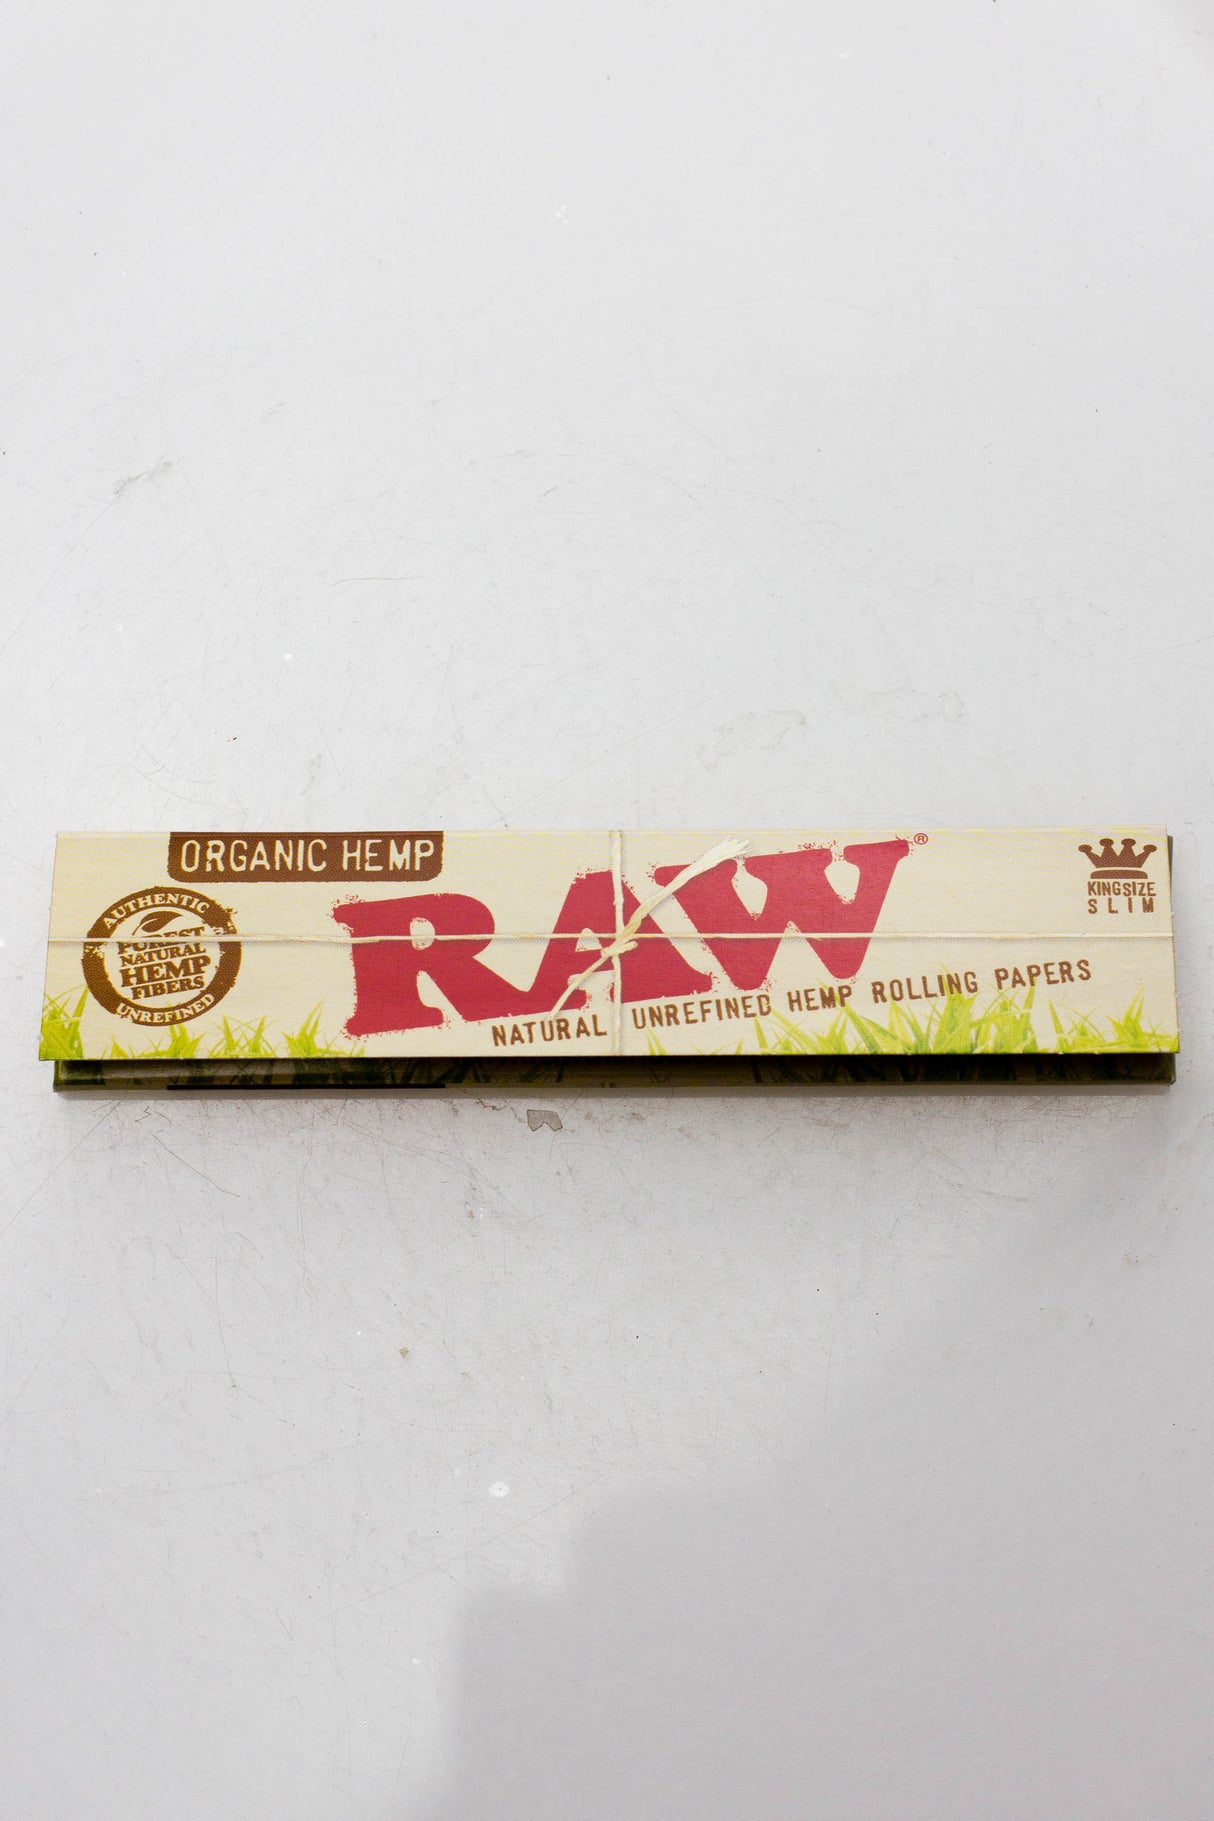 ORGANIC HEMP
AUTHENTIC
PUREST
NATURAL
HEMP
FIBERS
UNREFINED
RAW®
NATURAL UNREFINED HEMP ROLLING PAPERS
KINGSIZE
SLIM